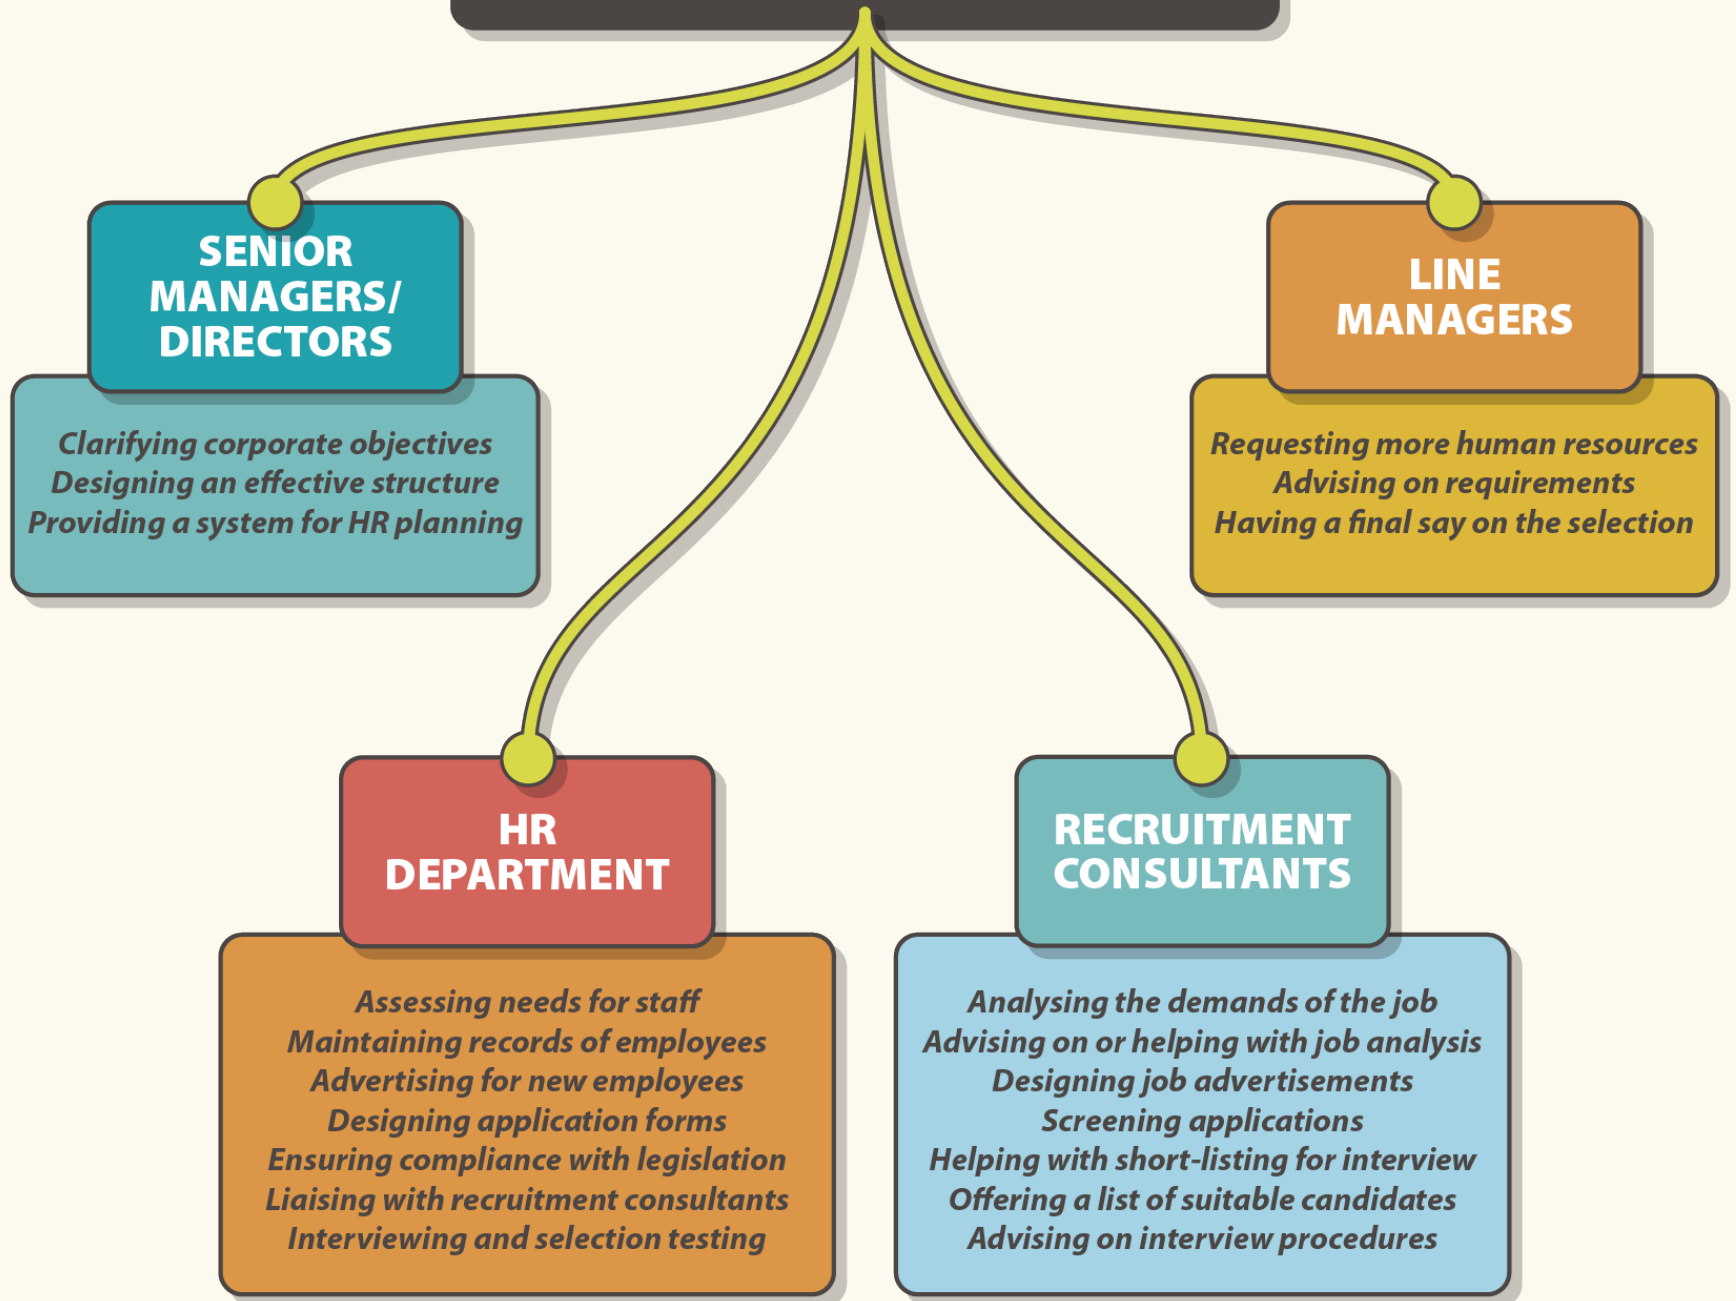 SENIOR
MANAGERS/
DIRECTORS
Clarifying corporate objectives
Designing an effective structure
Providing a system for HR planning
LINE
MANAGERS
Requesting more human resources
Advising on requirements
Having a final say on the selection
HR
DEPARTMENT
Assessing needs for staff
Maintaining records of employees
Advertising for new employees
Designing application forms
Ensuring compliance with legislation
Liaising with recruitment consultants
Interviewing and selection testing
RECRUITMENT
CONSULTANTS
Analysing the demands of the job
Advising on or helping with job analysis
Designing job advertisements
Screening applications
Helping with short-listing for interview
Offering a list of suitable candidates
Advising on interview procedures